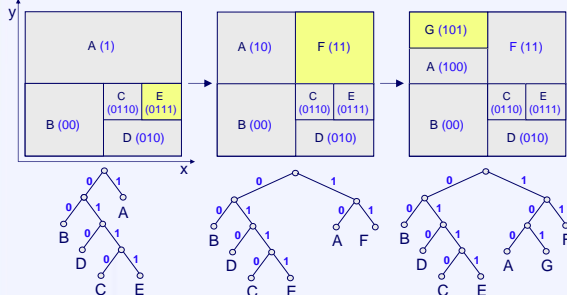 y
A (1)
C
(0110)
E
(0111)
B (00)
D (010)
x
A (10)
F (11)
C
(0110)
E
(0111)
B (00)
D (010)
G (101)
F (11)
A (100)
C
(0110)
E
(0111)
B (00)
D (010)
0 1
0 1 A
B 0 1
D 0 1
C E
0 1
0 1 0 1
B 0 1 A F
D 0 1
C E
0 1
0 1 0 1
B 0 1 0 1 F
D 0 1 A G
C E